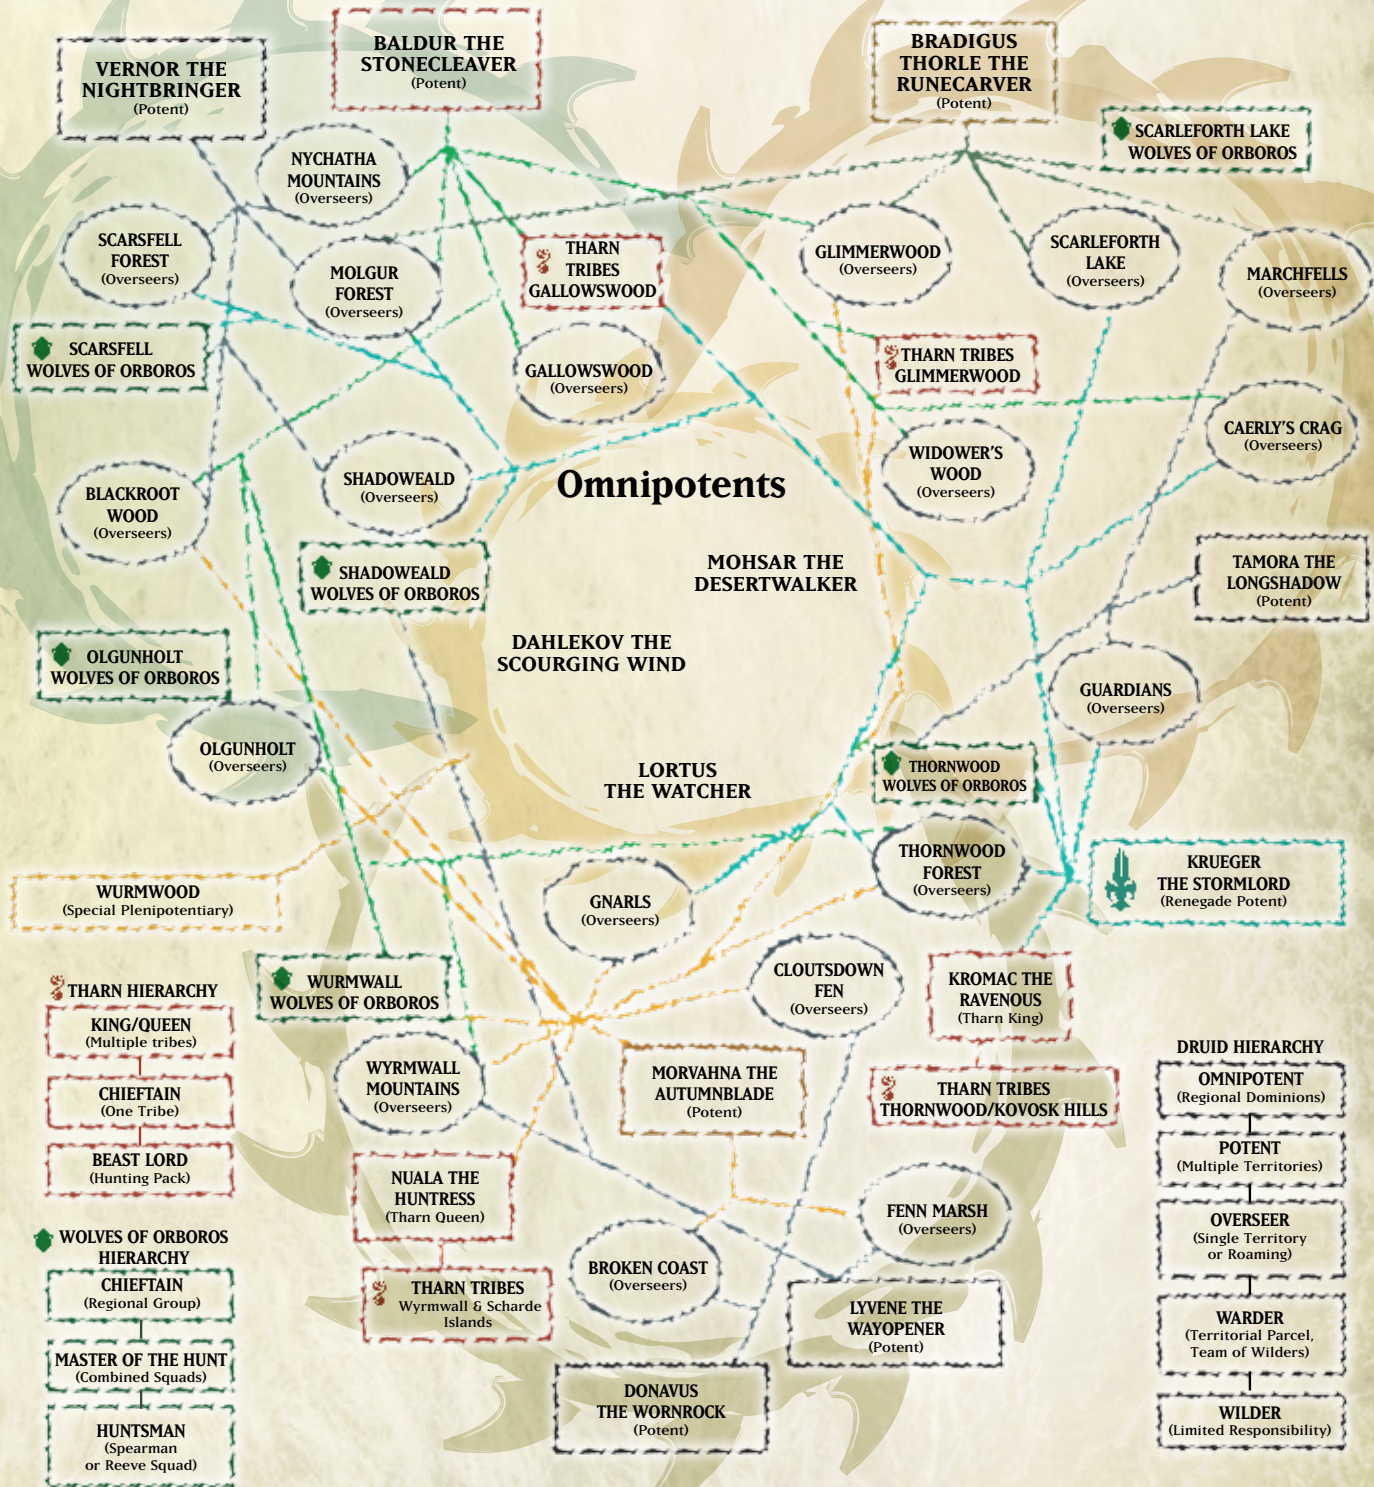 VERNOR THE
NIGHTBRINGER
(Potent)
BALDUR THE
STONECLEAVER
(Potent)
BRADIGUS
THORLE THE
RUNECARVER
(Potent)
SCARLEFORTH LAKE
WOLVES OF ORBOROS
NYCHATHA
MOUNTAINS
(Overseers)
SCARSFELL
FOREST
(Overseers)
MOLGUR
FOREST
(Overseers)
THARN
TRIBES
GALLOWSWOOD
GLIMMERWOOD
(Overseers)
SCARLEFORTH
LAKE
(Overseers)
MARCHFELLS
(Overseers)
SCARSFELL
WOLVES OF ORBOROS
GALLOWSWOOD
(Overseers)
THARN TRIBES
GLIMMERWOOD
CAERLY'S CRAG
(Overseers)
BLACKROOT
WOOD
(Overseers)
SHADOWEALD
(Overseers)
Omnipotents
WIDOWER'S
WOOD
(Overseers)
SHADOWEALD
WOLVES OF ORBOROS
MOHSAR THE
DESERTWALKER
TAMORA THE
LONGSHADOW
(Potent)
OLGUNHOLT
WOLVES OF ORBOROS
DAHLEKOV THE
SCOURGING WIND
GUARDIANS
(Overseers)
OLGUNHOLT
(Overseers)
LORTUS
THE WATCHER
THORNWOOD
WOLVES OF ORBOROS
WURMWOOD
(Special Plenipotentiary)
GNARLS
(Overseers)
THORNWOOD
FOREST
(Overseers)
KRUEGER
THE STORMLORD
(Renegade Potent)
WURMWALL
WOLVES OF ORBOROS
CLOUTSDOWN
FEN
(Overseers)
KROMAC THE
RAVENOUS
(Tharn King)
THARN HIERARCHY
KING/QUEEN
(Multiple tribes)
CHIEFTAIN
(One Tribe)
BEAST LORD
(Hunting Pack)
WYRMWALL
MOUNTAINS
(Overseers)
MORVAHNA THE
AUTUMNBLADE
(Potent)
THARN TRIBES
THORNWOOD/KOVOSK HILLS
DRUID HIERARCHY
OMNIPOTENT
(Regional Dominions)
POTENT
(Multiple Territories)
OVERSEER
(Single Territory
or Roaming)
WARDER
(Territorial Parcel,
Team of Wilders)
WILDER
(Limited Responsibility)
NUALA THE
HUNTRESS
(Tharn Queen)
FENN MARSH
(Overseers)
WOLVES OF ORBOROS
HIERARCHY
CHIEFTAIN
(Regional Group)
MASTER OF THE HUNT
(Combined Squads)
HUNTSMAN
(Spearman
or Reeve Squad)
THARN TRIBES
Wyrmwall & Scharde
Islands
BROKEN COAST
(Overseers)
LYVENE THE
WAYOPENER
(Potent)
DONAVUS
THE WORNROCK
(Potent)